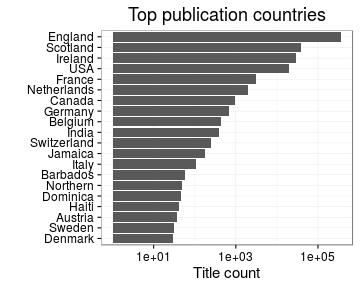 Top publication countries
England
Scotland
Ireland
USA
France
Netherlands
Canada
Germany
Belgium
India
Switzerland
Jamaica
Italy
Barbados
Northern
Dominica
Haiti
Austria
Sweden
Denmark
1e+01 1e+03 1e+05
Title count